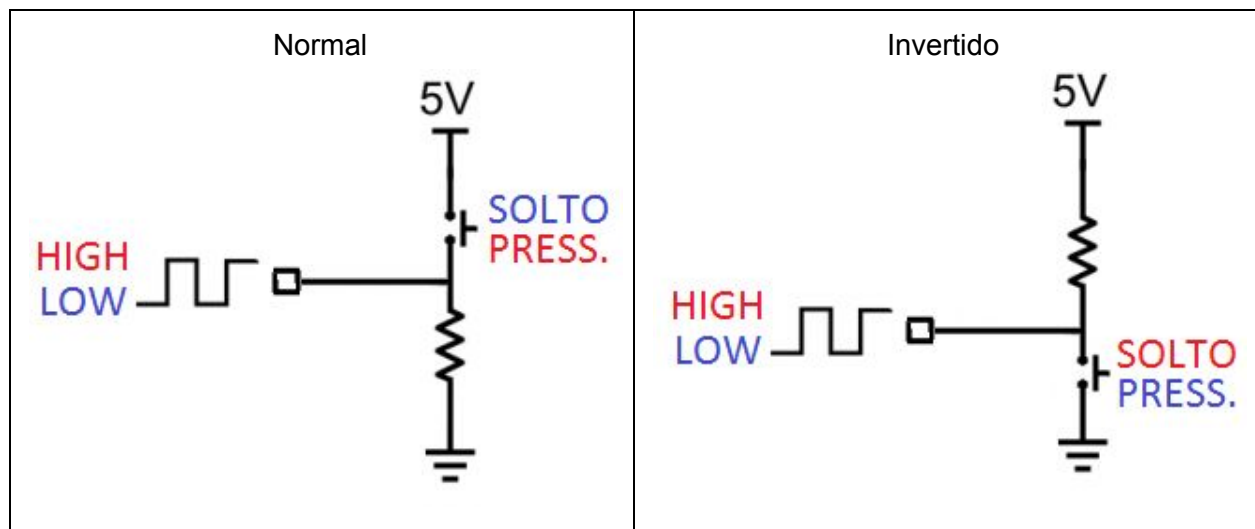 Normal
5V
SOLTO
PRESS.
HIGH
LOW
Invertido
5V
HIGH
LOW
SOLTO
PRESS.